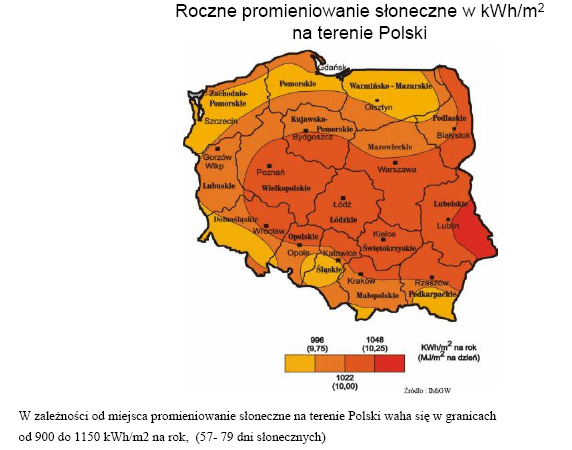 Roczne promieniowanie słoneczne w kWh/m2
na terenie Polski
Gdańsk
Zachodnio-
Pomorskie
Pomorskie
Warmińsko - Mazurskie
Olsztyn
Szczecin
Kujawsko-
Pomorskie
Bydgoszcz
Podlaskie
Białystok
Mazowieckie
Gorzów
Wlkp
Poznań
Warszawa
Lubuskie
Wielkopolskie
Łódź
Łódzkie
Lubelskie
Lublin
Dolnośląskie
Wrocław
Opolskie
Opole
Kielce
Świętokrzyskie
Katowice
Śląskie
Kraków
Rzeszów
Małopolskie
Podkarpackie
996
(9,75)
1048
(10,25)
KWh/m2 na rok
(MJ/m2 na dzień)
1022
(10,00)
Źródło : IMiGW
W zależności od miejsca promieniowanie słoneczne na terenie Polski waha się w granicach
od 900 do 1150 kWh/m2 na rok, (57- 79 dni słonecznych)